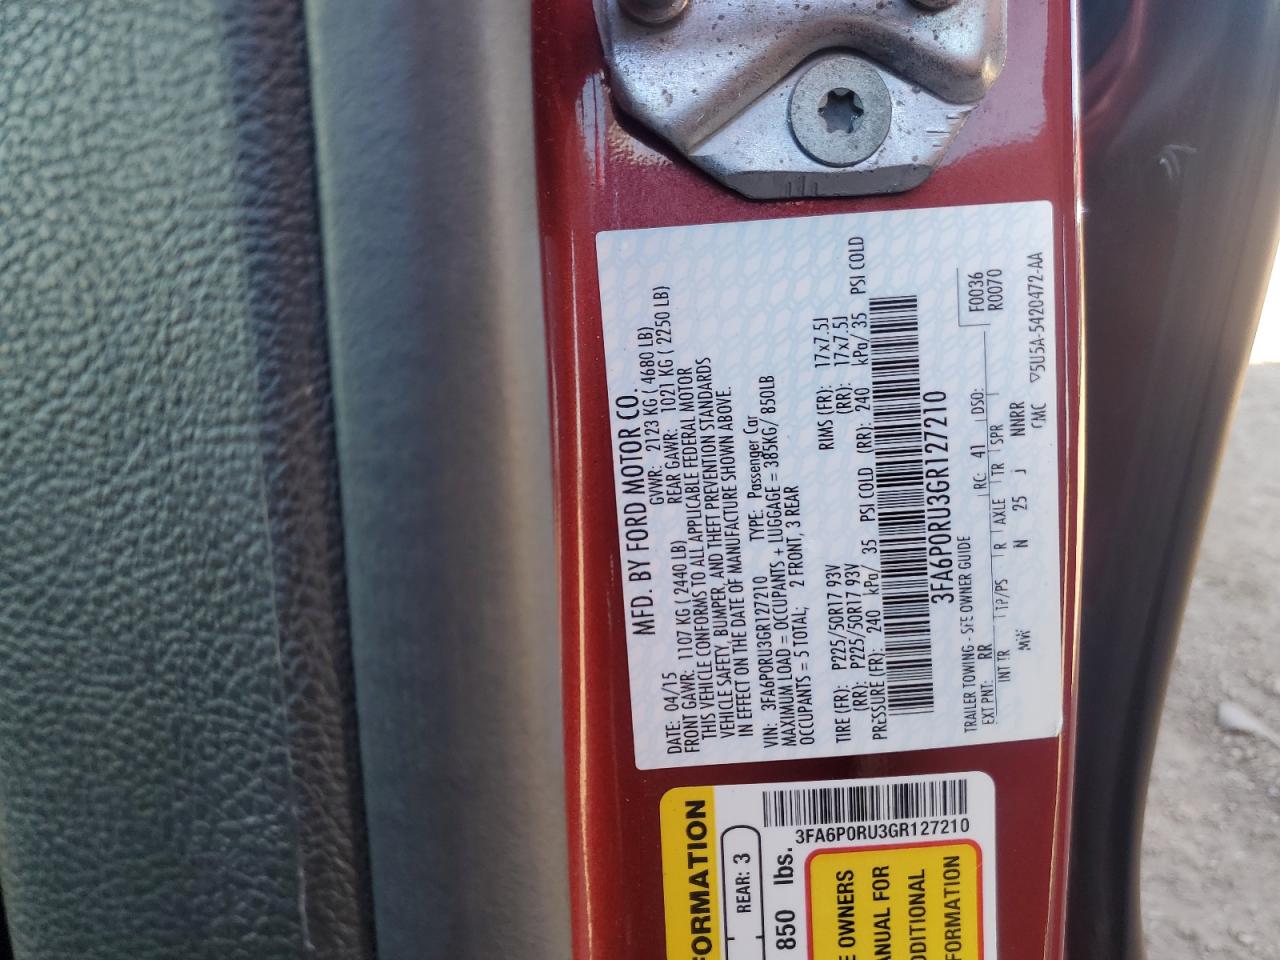 MFD. BY FORD MOTOR CO.
DATE: 04/15 GVWR: 2123 KG ( 4680 LB)
FRONT GAWR: 1107 KG ( 2440 LB) REAR GAWR: 1021 KG ( 2250 LB)
THIS VEHICLE CONFORMS TO ALL APPLICABLE FEDERAL MOTOR
VEHICLE SAFETY, BUMPER, AND THEFT PREVENTION STANDARDS
IN EFFECT ON THE DATE OF MANUFACTURE SHOWN ABOVE.
VIN: 3FA6P0RU3GR127210 TYPE: Passenger Car
MAXIMUM LOAD = OCCUPANTS + LUGGAGE = 385KG/ 850LB
OCCUPANTS = 5 TOTAL; 2 FRONT, 3 REAR
TIRE (FR): P225/50R17 93V RIMS (FR): 17x7.5J
(RR): P225/50R17 93V (RR): 17x7.5J
PRESSURE (FR): 240 kPa/ 35 PSI COLD (RR): 240 kPa/ 35 PSI COLD
3FA6P0RU3GR127210
F0036
R0070
TRAILER TOWING - SEE OWNER GUIDE
EXT PNT: RR RC: 41 DSO:
INT TR TP/PS R AXLE TR SPR
MW N 25 J NNRR
FMC 5U5A-5420472-AA
FORMATION
REAR: 3
850 lbs.
3FA6P0RU3GR127210
E OWNERS
ANUAL FOR
DDITIONAL
FORMATION